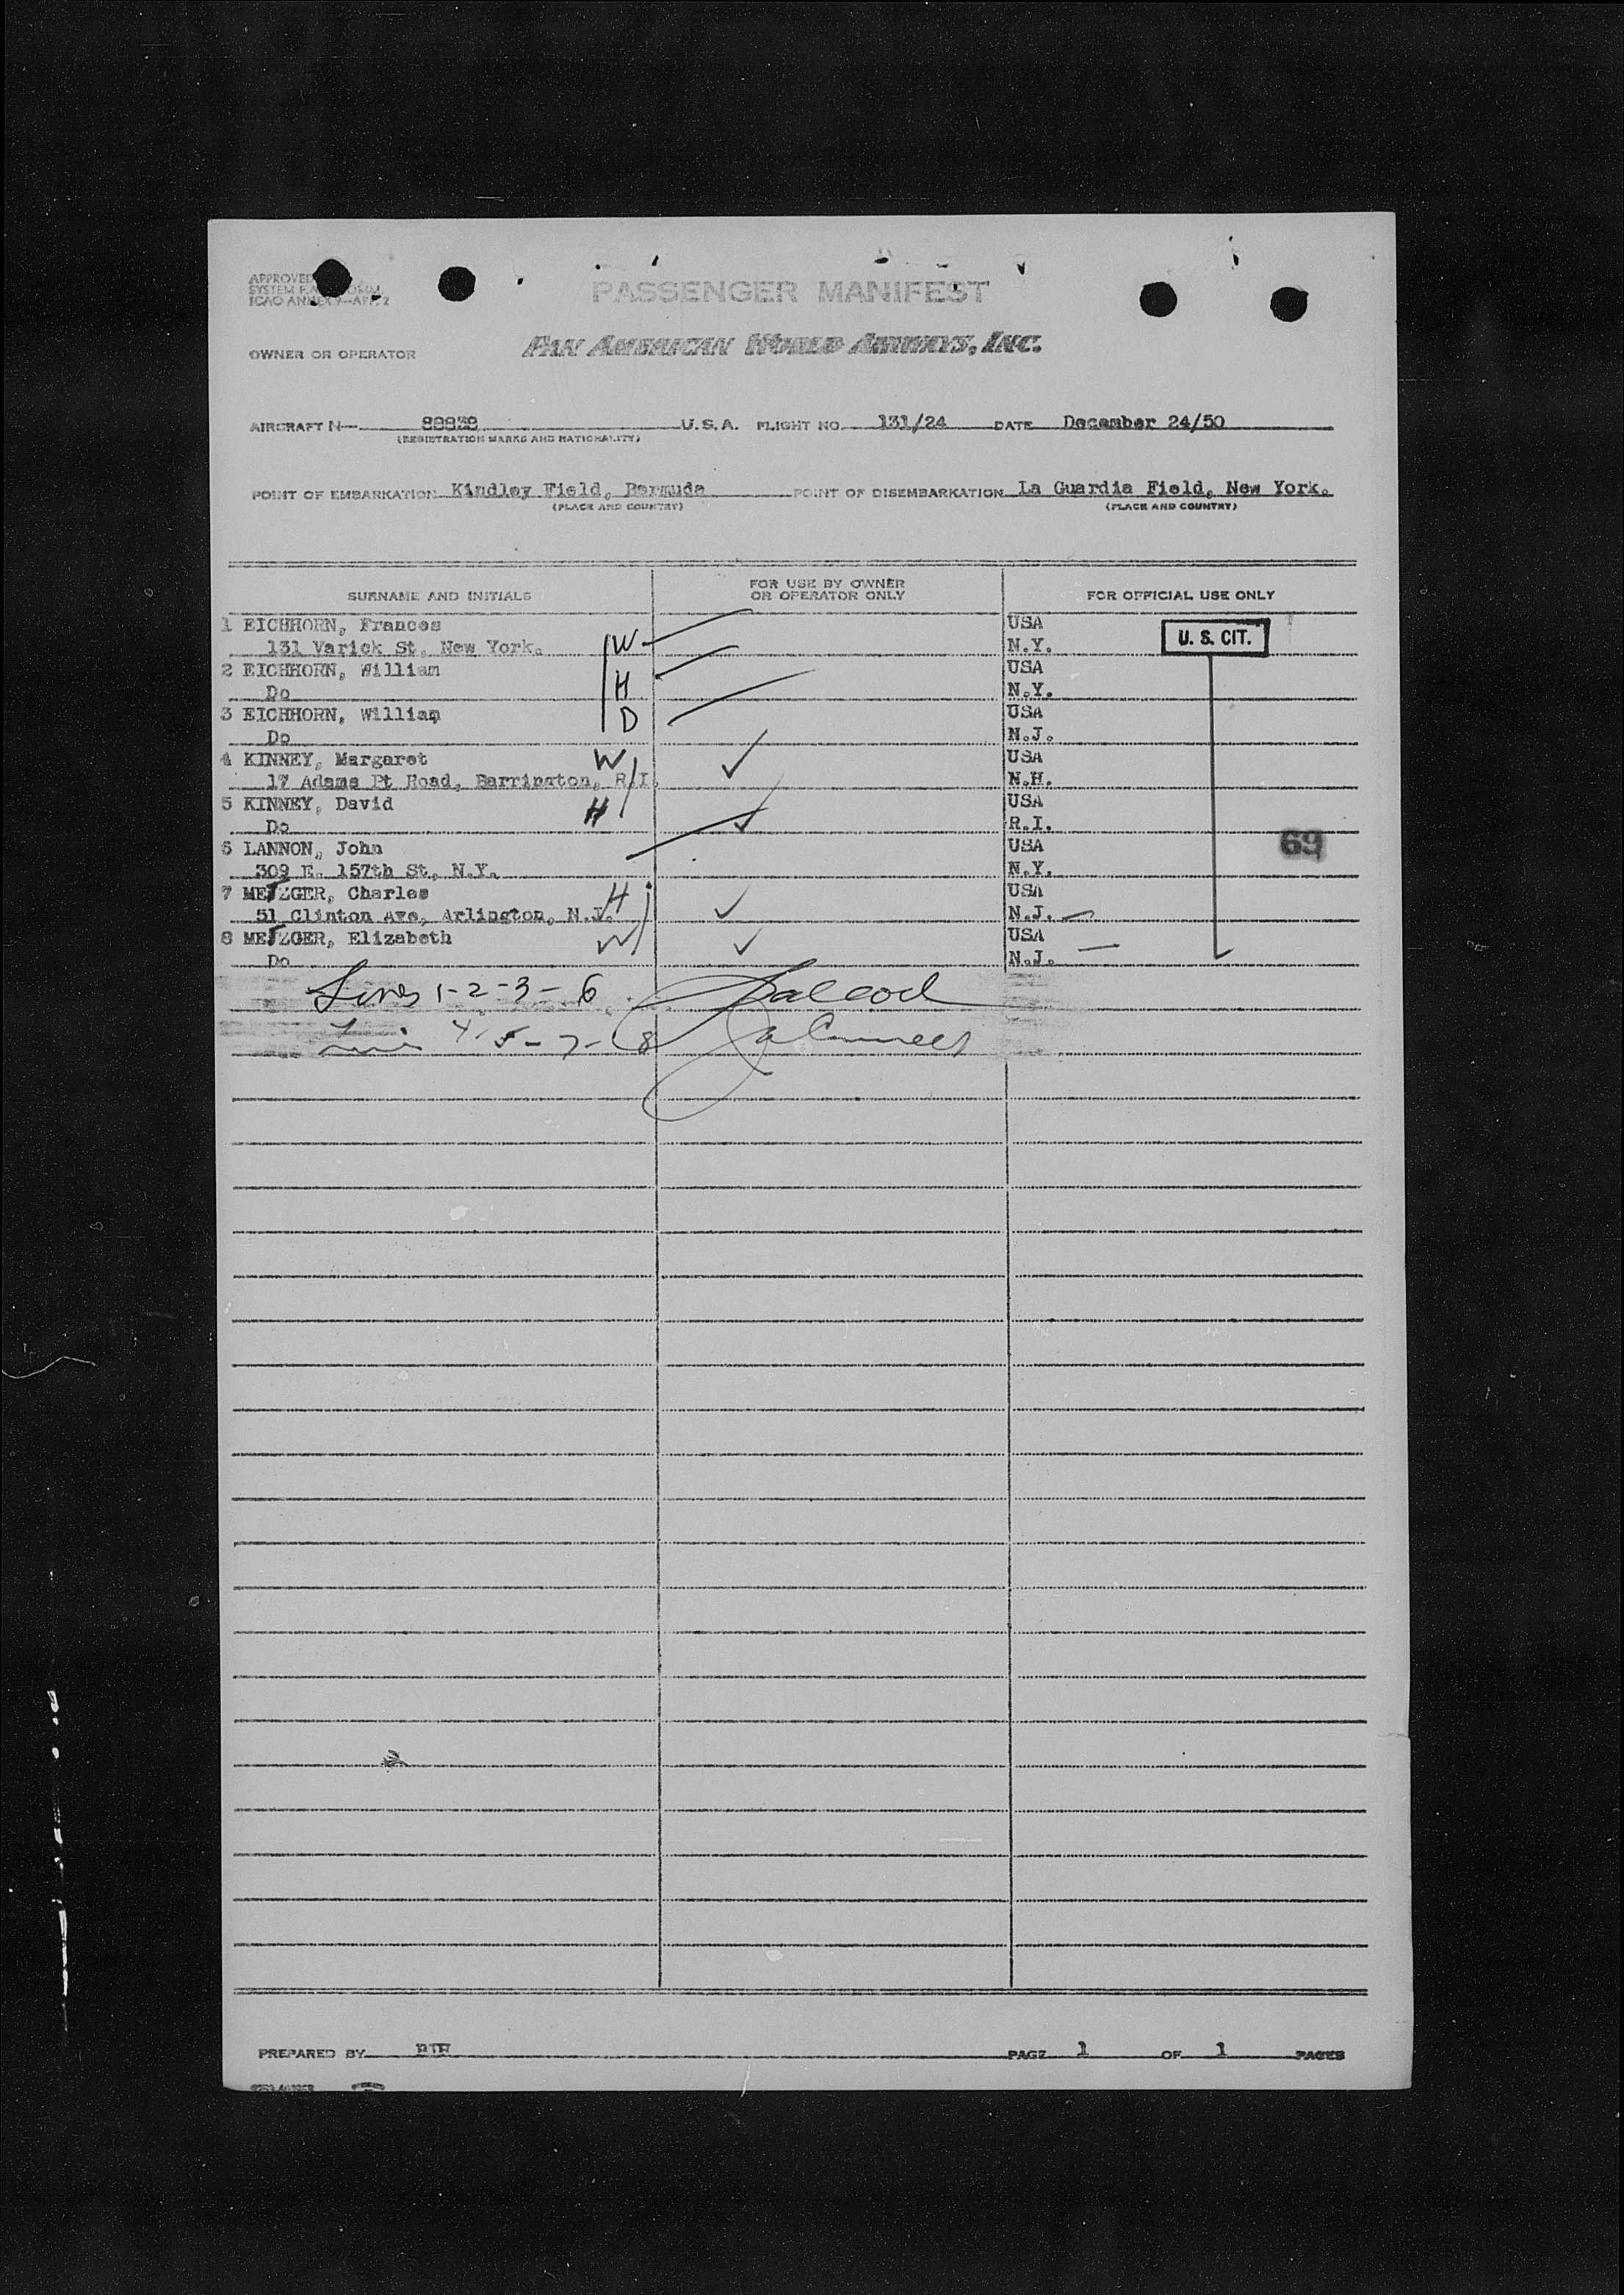 PASSENGER MANIFEST
OWNER OR OPERATOR
PAN AMERICAN WORLD AIRWAYS, INC.
AIRCRAFT N— U.S.A. FLIGHT NO. 131/24 DATE December 24/50
(REGISTRATION MARKS AND NATIONALITY)
POINT OF EMBARKATION Kindley Field, Bermuda POINT OF DISEMBARKATION La Guardia Field, New York.
(PLACE AND COUNTRY) (PLACE AND COUNTRY)
SURNAME AND INITIALS FOR USE BY OWNER OR OPERATOR ONLY FOR OFFICIAL USE ONLY
1 EICHHORN, Frances USA
131 Varick St, New York. W N.Y. U. S. CIT.
2 EICHHORN, William USA
Do H N.Y.
3 EICHHORN, William USA
Do D N.J.
4 KINNEY, Margaret W USA
17 Adams Pt Road, Barrington, R.I. N.H.
5 KINNEY, David H USA
Do R.I.
6 LANNON, John USA 69
309 E. 157th St, N.Y. N.Y.
7 METZGER, Charles H USA
51 Clinton Ave, Arlington, N.J. N.J.
8 METZGER, Elizabeth W USA
Do N.J.
Lines 1-2-3-6
4-5-7-8
PREPARED BY PAGE 1 OF 1 PAGES